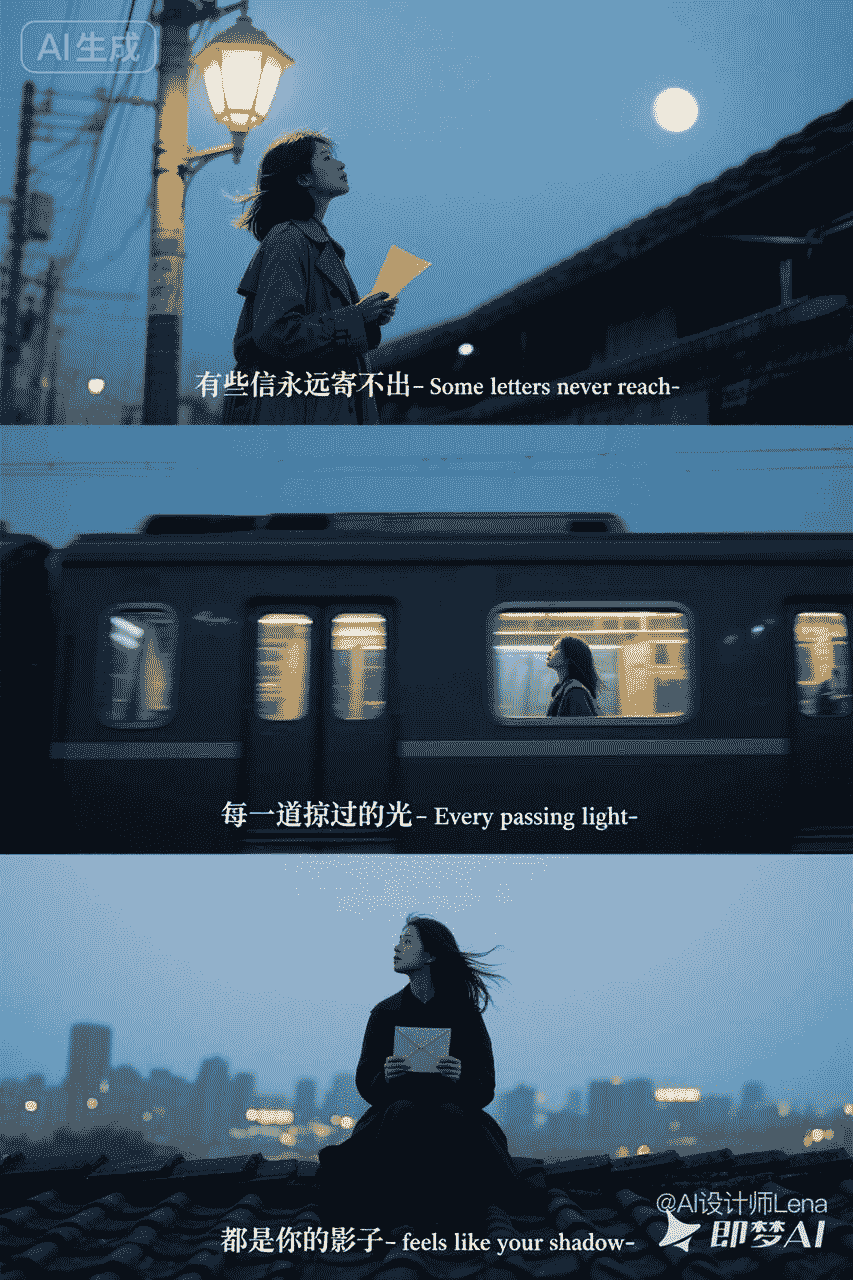 AI生成
有些信永远寄不出- Some letters never reach-
每一道掠过的光- Every passing light-
@AI设计师Lena
即梦AI
都是你的影子- feels like your shadow-